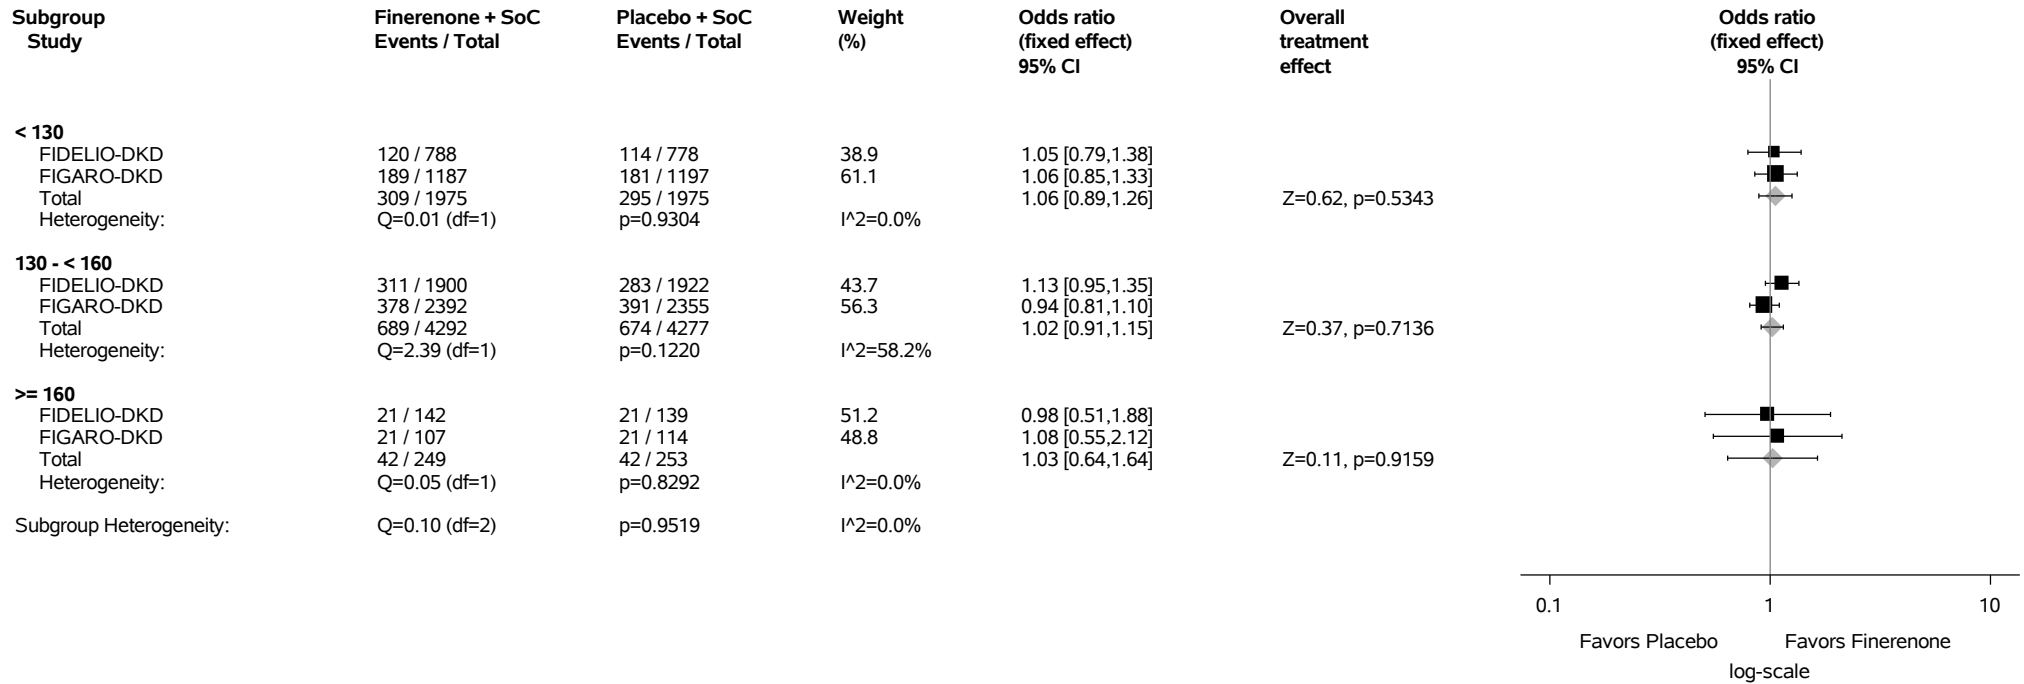 Subgroup Finerenone + SoC Placebo + SoC Weight Odds ratio Overall Odds ratio
Study Events / Total Events / Total (%) (fixed effect) treatment (fixed effect)
95% CI effect 95% CI
< 130
FIDELIO-DKD 120 / 788 114 / 778 38.9 1.05 [0.79,1.38]
FIGARO-DKD 189 / 1187 181 / 1197 61.1 1.06 [0.85,1.33]
Total 309 / 1975 295 / 1975 1.06 [0.89,1.26] Z=0.62, p=0.5343
Heterogeneity: Q=0.01 (df=1) p=0.9304 I^2=0.0%
130 - < 160
FIDELIO-DKD 311 / 1900 283 / 1922 43.7 1.13 [0.95,1.35]
FIGARO-DKD 378 / 2392 391 / 2355 56.3 0.94 [0.81,1.10]
Total 689 / 4292 674 / 4277 1.02 [0.91,1.15] Z=0.37, p=0.7136
Heterogeneity: Q=2.39 (df=1) p=0.1220 I^2=58.2%
>= 160
FIDELIO-DKD 21 / 142 21 / 139 51.2 0.98 [0.51,1.88]
FIGARO-DKD 21 / 107 21 / 114 48.8 1.08 [0.55,2.12]
Total 42 / 249 42 / 253 1.03 [0.64,1.64] Z=0.11, p=0.9159
Heterogeneity: Q=0.05 (df=1) p=0.8292 I^2=0.0%
Subgroup Heterogeneity: Q=0.10 (df=2) p=0.9519 I^2=0.0%
0.1 1 10
Favors Placebo Favors Finerenone
log-scale